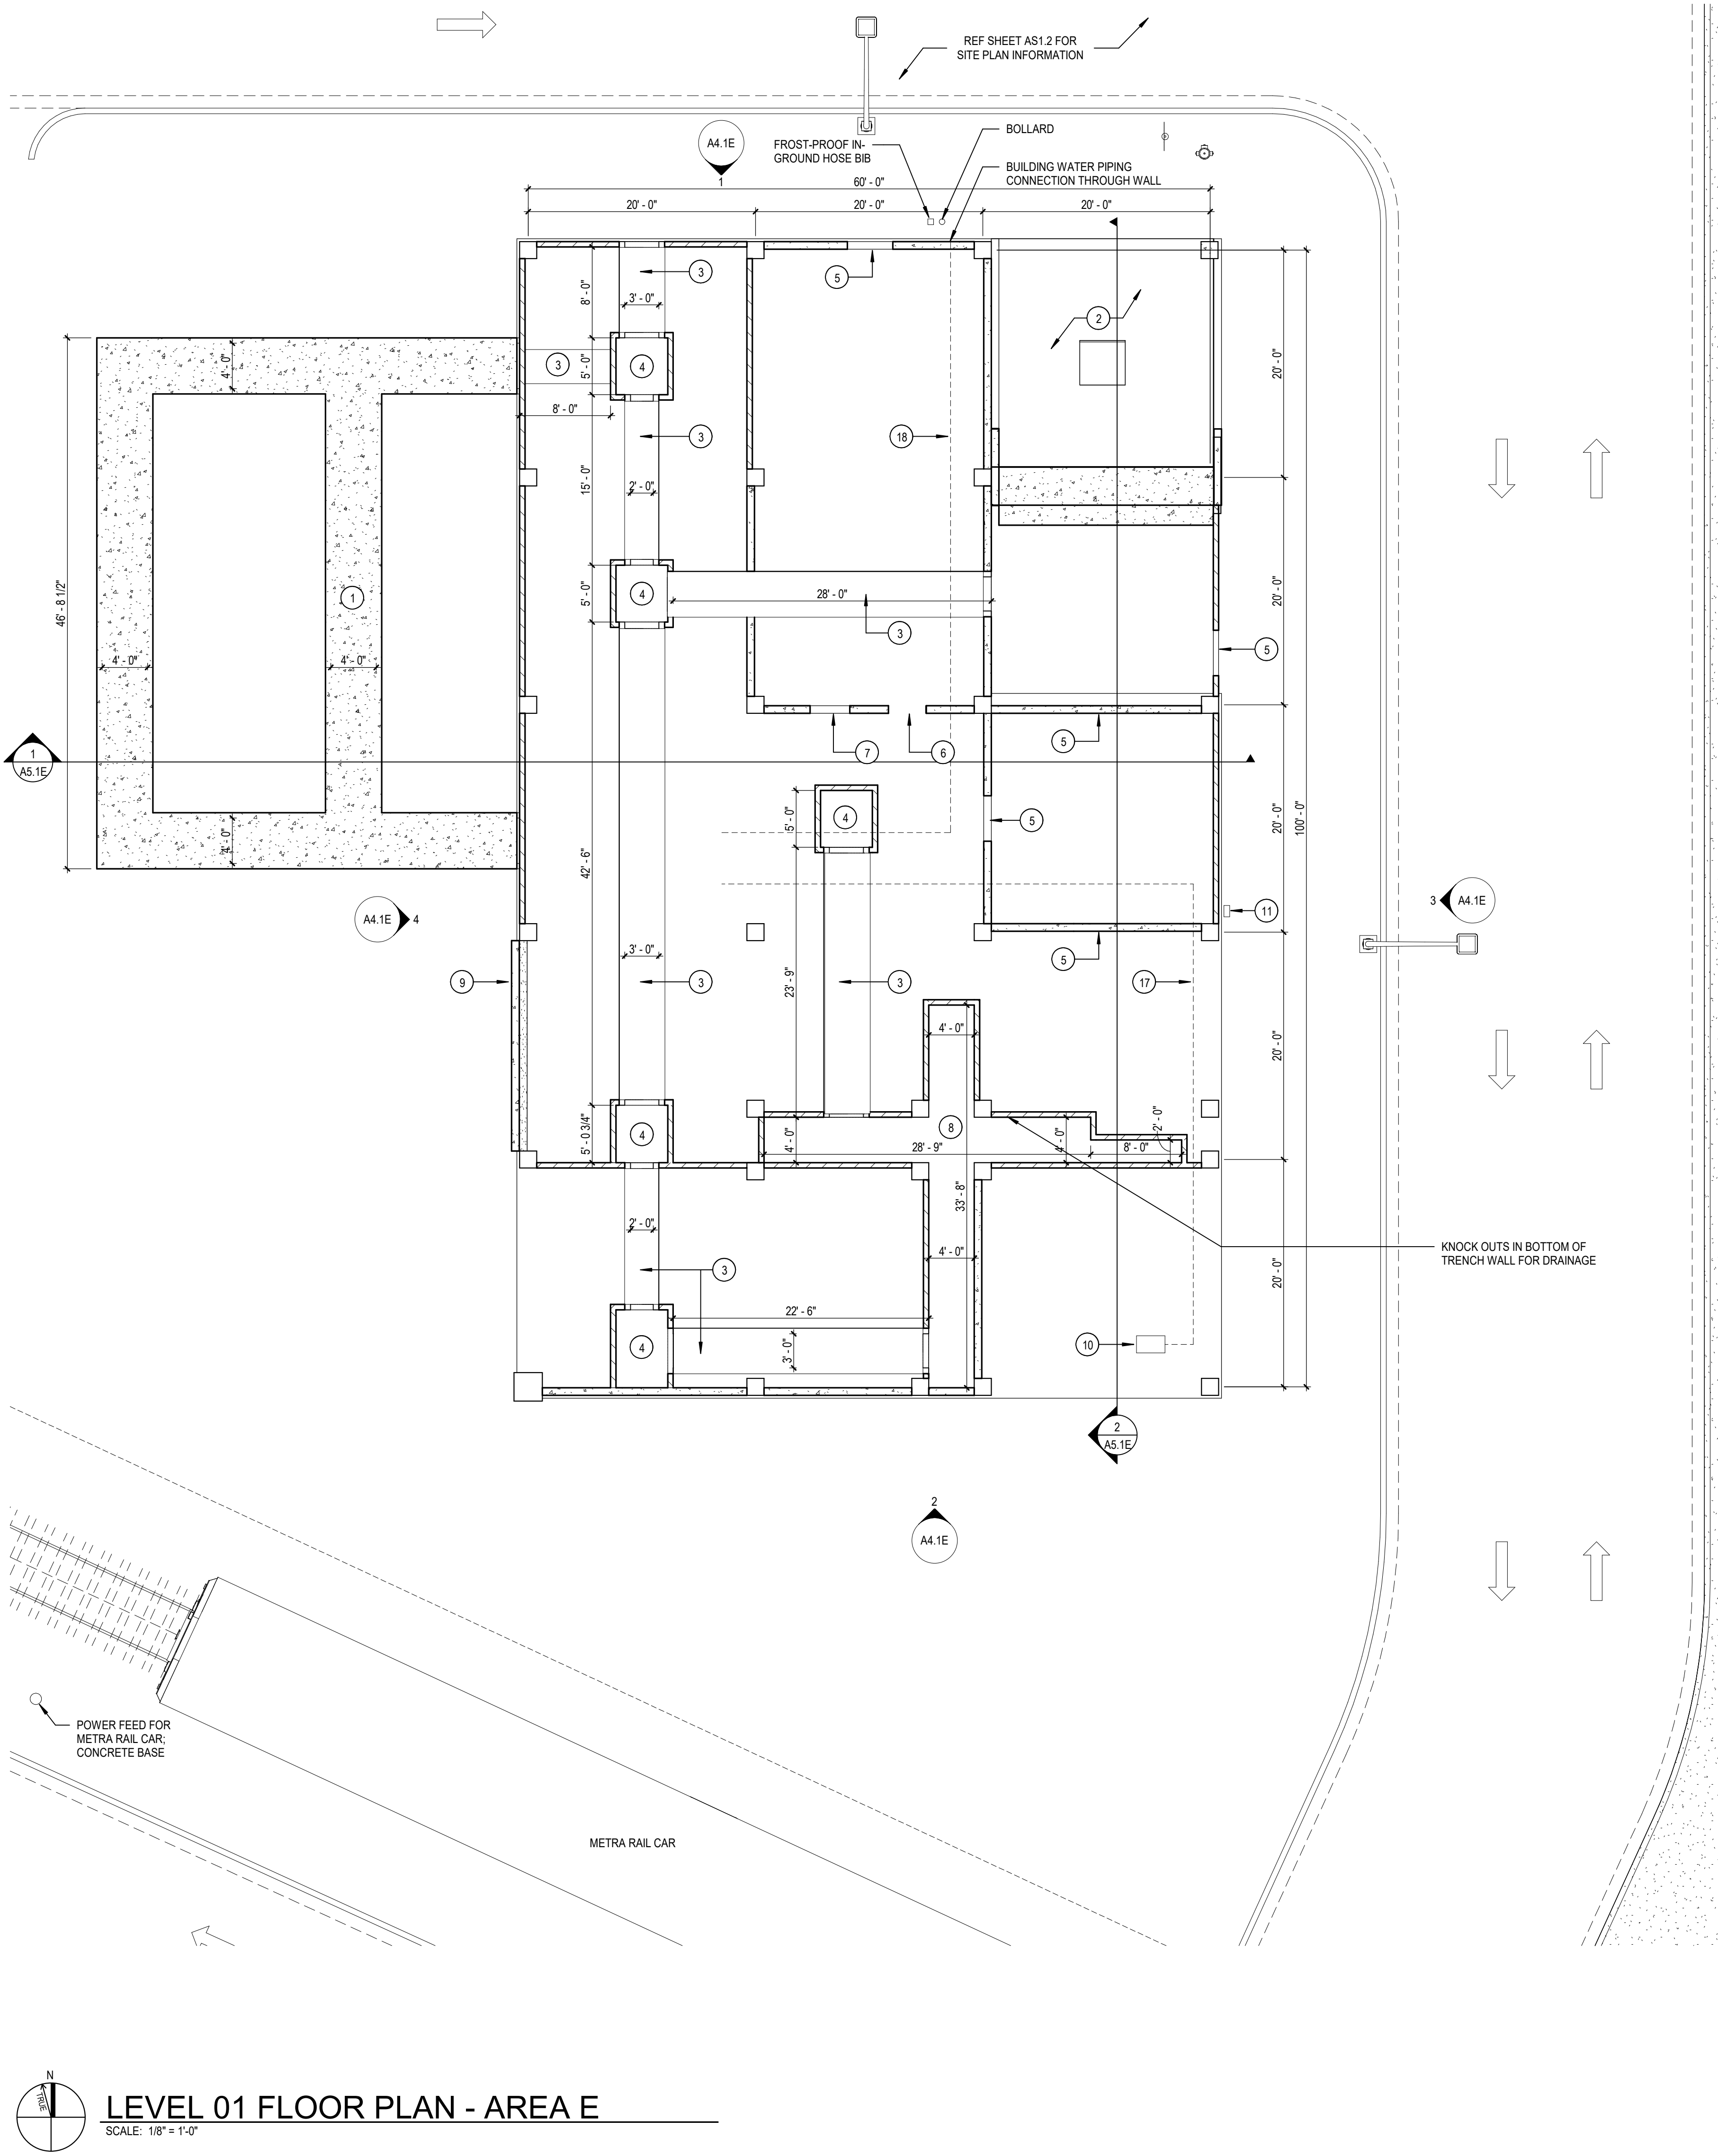 REF SHEET AS1.2 FOR
SITE PLAN INFORMATION
BOLLARD
A4.1E
1
FROST-PROOF IN-
GROUND HOSE BIB
BUILDING WATER PIPING
CONNECTION THROUGH WALL
60' - 0"
20' - 0"
20' - 0"
20' - 0"
3
5
8' - 0"
3' - 0"
2
4' - 0"
3
5' - 0"
4
20' - 0"
8' - 0"
3
18
15' - 0"
2' - 0"
46' - 8 1/2"
1
5' - 0"
4
28' - 0"
20' - 0"
3
5
4' - 0"
4' - 0"
7
6
5
1
A5.1E
4' - 0"
5' - 0"
4
5
20' - 0"
100' - 0"
42' - 6"
A4.1E
4
11
3
A4.1E
3' - 0"
5
9
3
23' - 9"
3
17
4' - 0"
20' - 0"
5' - 0 3/4"
4
4' - 0"
8
28' - 9"
4' - 0"
8' - 0"
2' - 0"
33' - 8"
2' - 0"
4' - 0"
KNOCK OUTS IN BOTTOM OF
TRENCH WALL FOR DRAINAGE
3
20' - 0"
22' - 6"
4
3' - 0"
10
2
A5.1E
2
A4.1E
POWER FEED FOR
METRA RAIL CAR;
CONCRETE BASE
METRA RAIL CAR
N
TRUE
LEVEL 01 FLOOR PLAN - AREA E
SCALE: 1/8" = 1'-0"